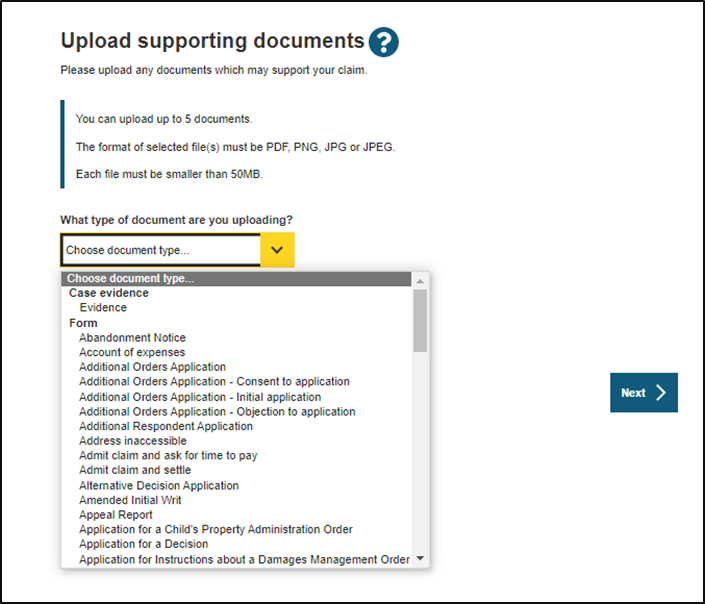 Upload supporting documents ?
Please upload any documents which may support your claim.
You can upload up to 5 documents.
The format of selected file(s) must be PDF, PNG, JPG or JPEG.
Each file must be smaller than 50MB.
What type of document are you uploading?
Choose document type...
Choose document type...
Case evidence
Evidence
Form
Abandonment Notice
Account of expenses
Additional Orders Application
Additional Orders Application - Consent to application
Additional Orders Application - Initial application
Additional Orders Application - Objection to application
Additional Respondent Application
Address inaccessible
Admit claim and ask for time to pay
Admit claim and settle
Alternative Decision Application
Amended Initial Writ
Appeal Report
Application for a Child's Property Administration Order
Application for a Decision
Application for Instructions about a Damages Management Order
Next